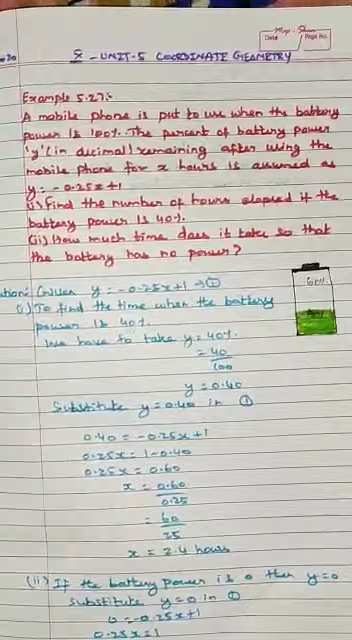 Date
Page No.
X - UNIT-5 COORDINATE GEOMETRY
Example 5.27:-
A mobile phone is put to use when the battery
power is 100%. The percent of battery power
'y' (in decimal) remaining after using the
mobile phone for x hours is assumed as
y = -0.25x+1
(i) Find the number of hours elapsed if the
battery power is 40%.
(ii) How much time does it take so that
the battery has no power?
ution: Given y = -0.25x+1 → ①
(i) To find the time when the battery
power is 40%.
We have to take y = 40%.
= 40
100
y = 0.40
Substitute y = 0.40 in ①
0.40 = -0.25x+1
0.25x = 1-0.40
0.25x = 0.60
x = 0.60
0.25
= 60
25
x = 2.4 hours
(ii) If the battery power is 0 then y=0
Substitute y=0 in ①
0 = -0.25x+1
0.25x=1